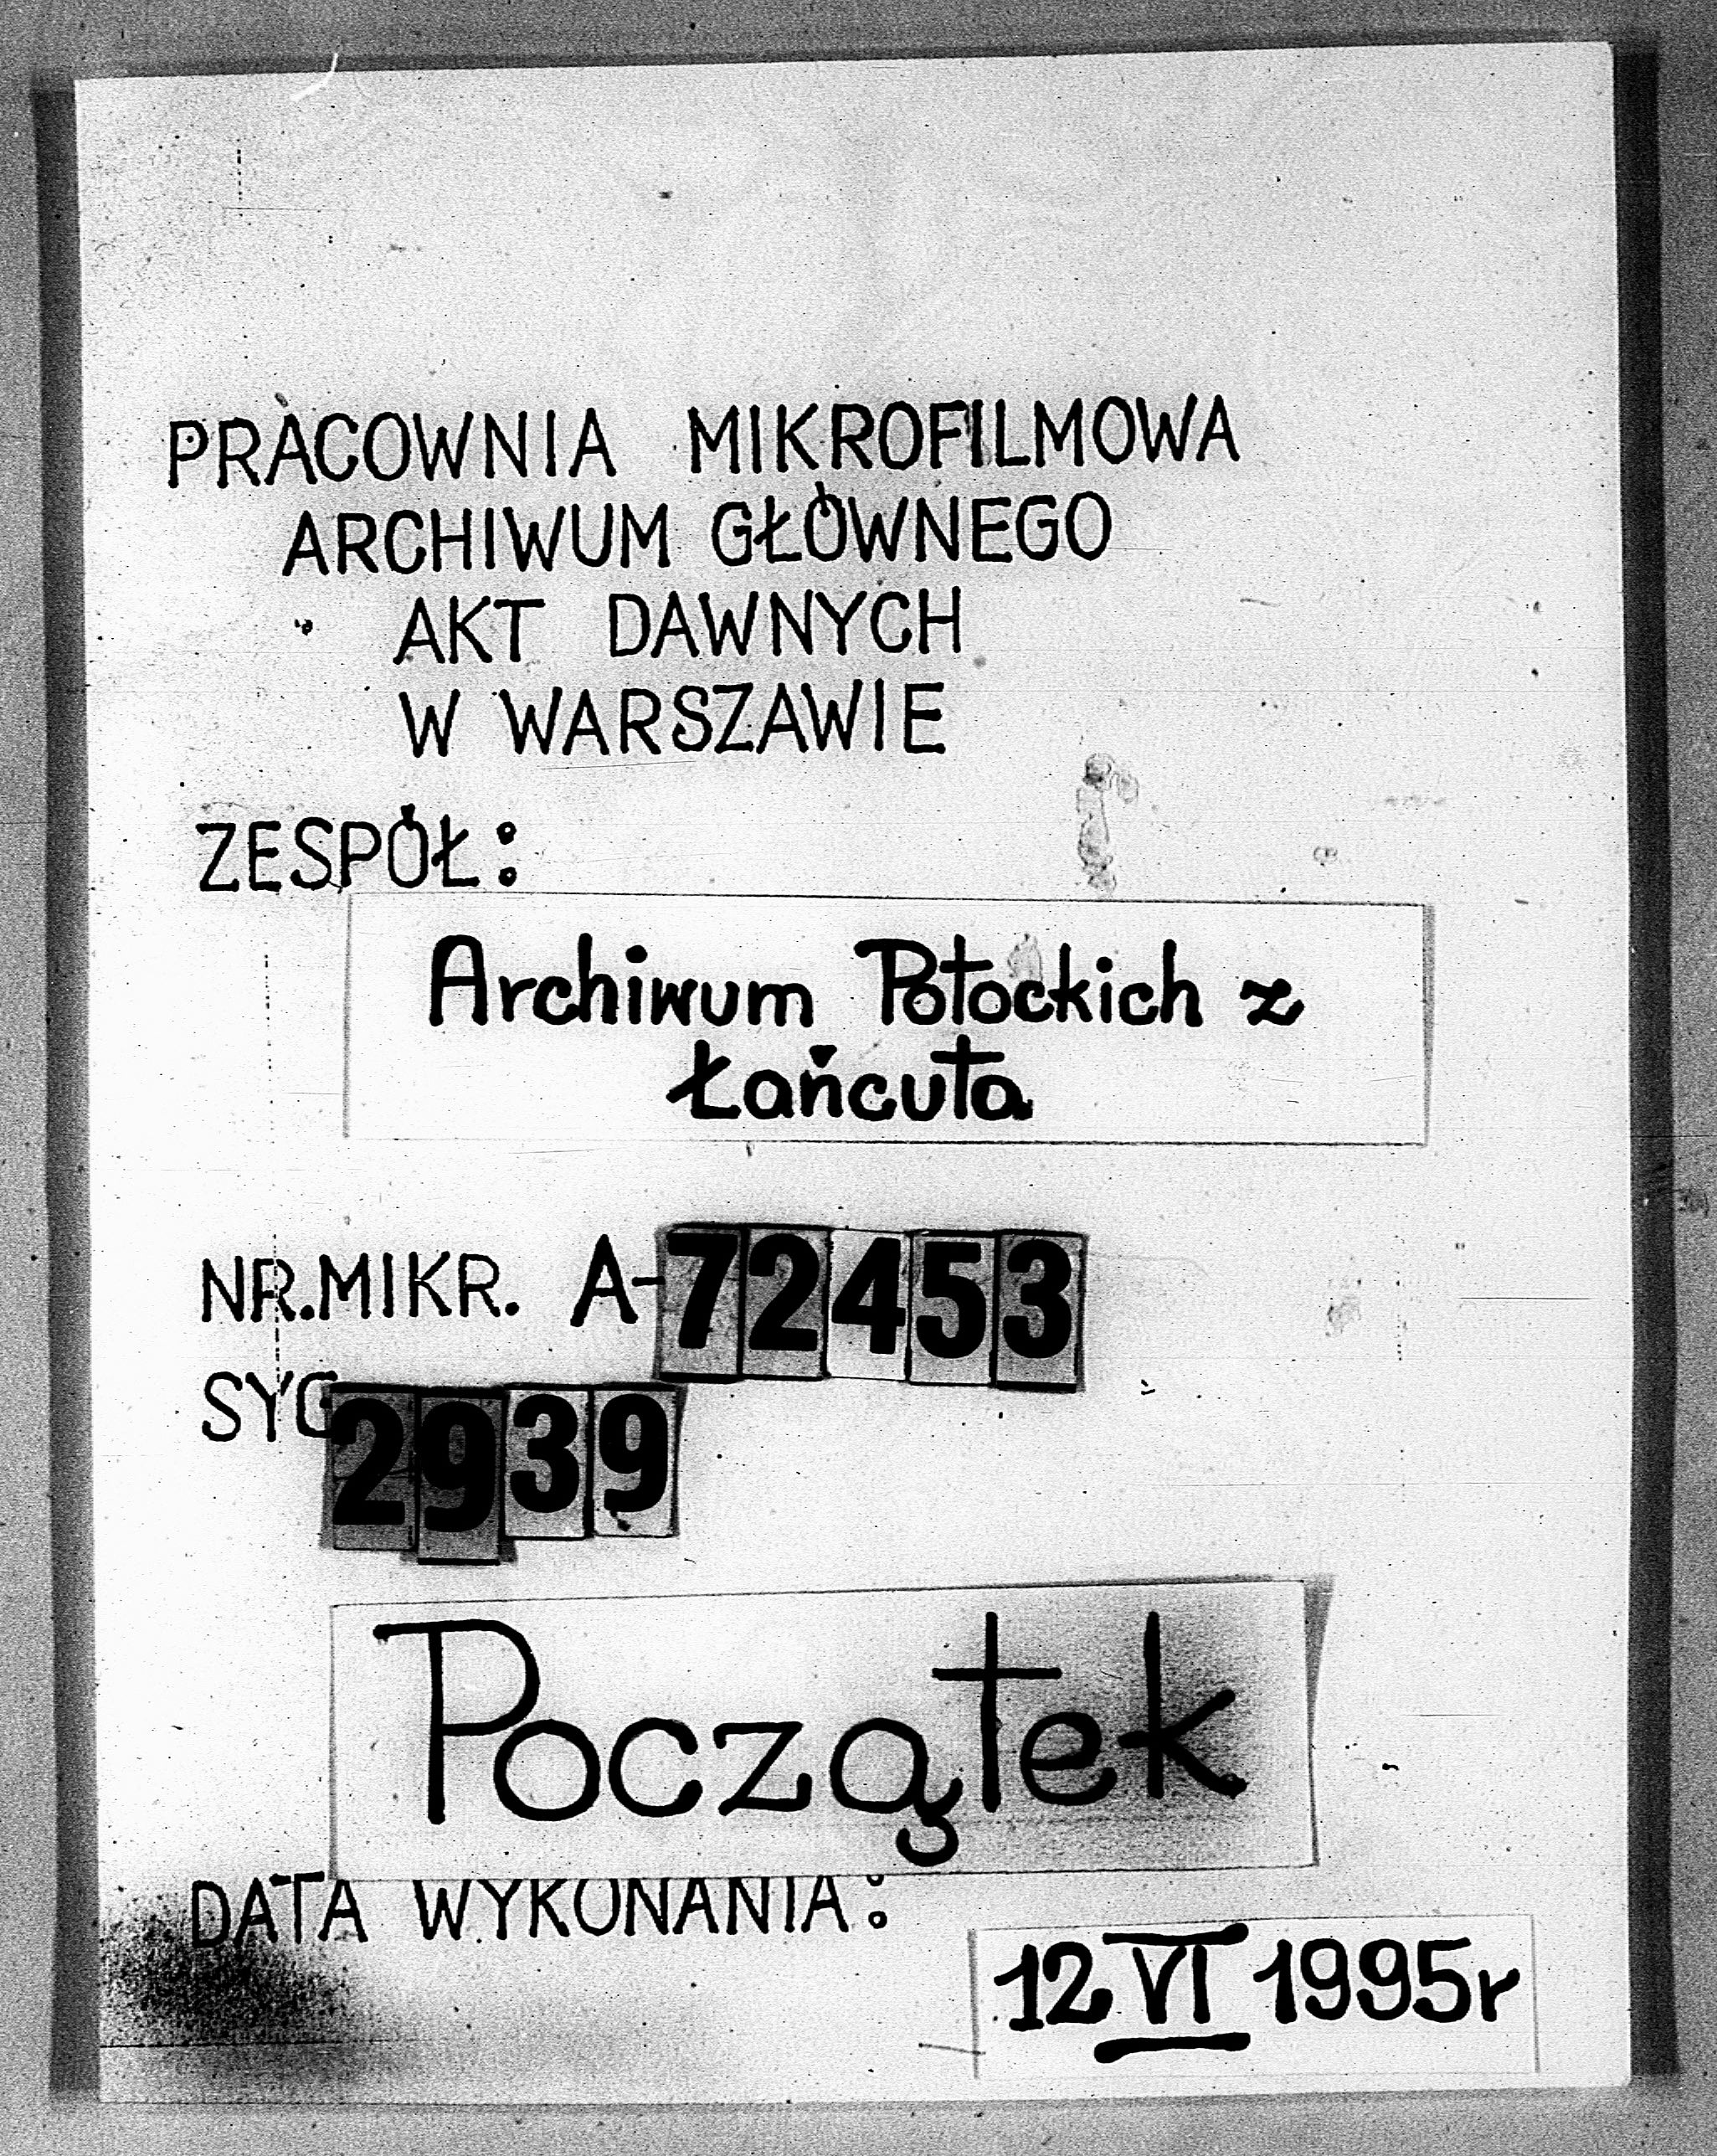 PRACOWNIA MIKROFILMOWA
ARCHIWUM GŁÓWNEGO
AKT DAWNYCH
W WARSZAWIE
ZESPÓŁ:
Archiwum Potockich z
Łańcuta
NR.MIKR. A-72453
SYG 2939
Początek
DATA WYKONANIA:
12 VI 1995r